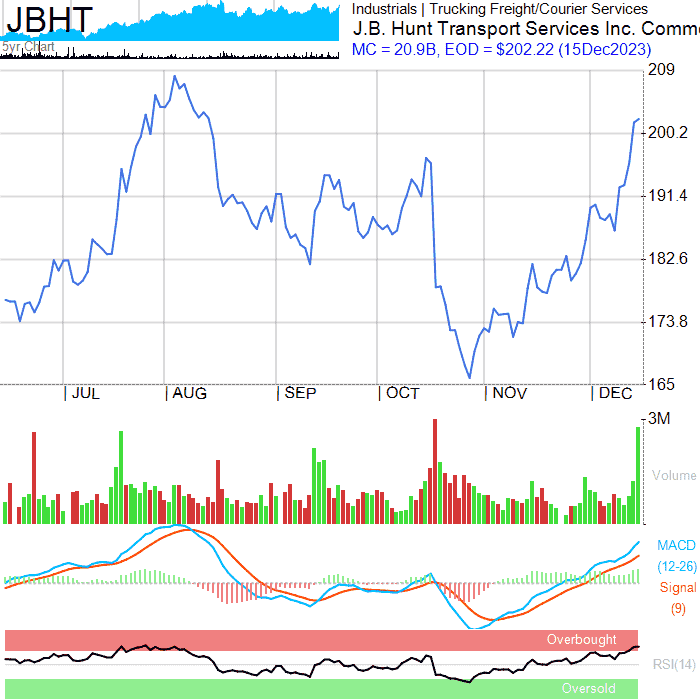 JBHT
5yr Chart
Industrials | Trucking Freight/Courier Services
J.B. Hunt Transport Services Inc. Comm
MC = 20.9B, EOD = $202.22 (15Dec2023)
209
200.2
191.4
182.6
173.8
165
| JUL | AUG | SEP | OCT | NOV | DEC
3M
Volume
MACD
(12-26)
Signal
(9)
Overbought
RSI(14)
Oversold